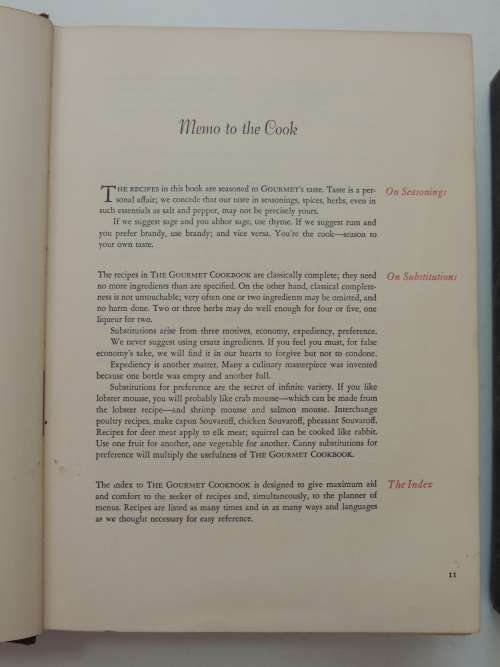 Memo to the Cook
THE RECIPES in this book are seasoned to GOURMET's taste. Taste is a per-
sonal affair; we concede that our taste in seasonings, spices, herbs, even in
such essentials as salt and pepper, may not be precisely yours.
If we suggest sage and you abhor sage, use thyme. If we suggest rum and
you prefer brandy, use brandy; and vice versa. You're the cook—season to
your own taste.
On Seasonings
The recipes in THE GOURMET COOKBOOK are classically complete; they need
no more ingredients than are specified. On the other hand, classical complete-
ness is not untouchable; very often one or two ingredients may be omitted, and
no harm done. Two or three herbs may do well enough for four or five, one
liqueur for two.
Substitutions arise from three motives, economy, expediency, preference.
We never suggest using ersatz ingredients. If you feel you must, for false
economy's sake, we will find it in our hearts to forgive but not to condone.
Expediency is another matter. Many a culinary masterpiece was invented
because one bottle was empty and another full.
Substitutions for preference are the secret of infinite variety. If you like
lobster mousse, you will probably like crab mousse—which can be made from
the lobster recipe—and shrimp mousse and salmon mousse. Interchange
poultry recipes, make capon Souvaroff, chicken Souvaroff, pheasant Souvaroff.
Recipes for deer meat apply to elk meat; squirrel can be cooked like rabbit.
Use one fruit for another, one vegetable for another. Canny substitutions for
preference will multiply the usefulness of THE GOURMET COOKBOOK.
On Substitutions
The index to THE GOURMET COOKBOOK is designed to give maximum aid
and comfort to the seeker of recipes and, simultaneously, to the planner of
menus. Recipes are listed as many times and in as many ways and languages
as we thought necessary for easy reference.
The Index
11